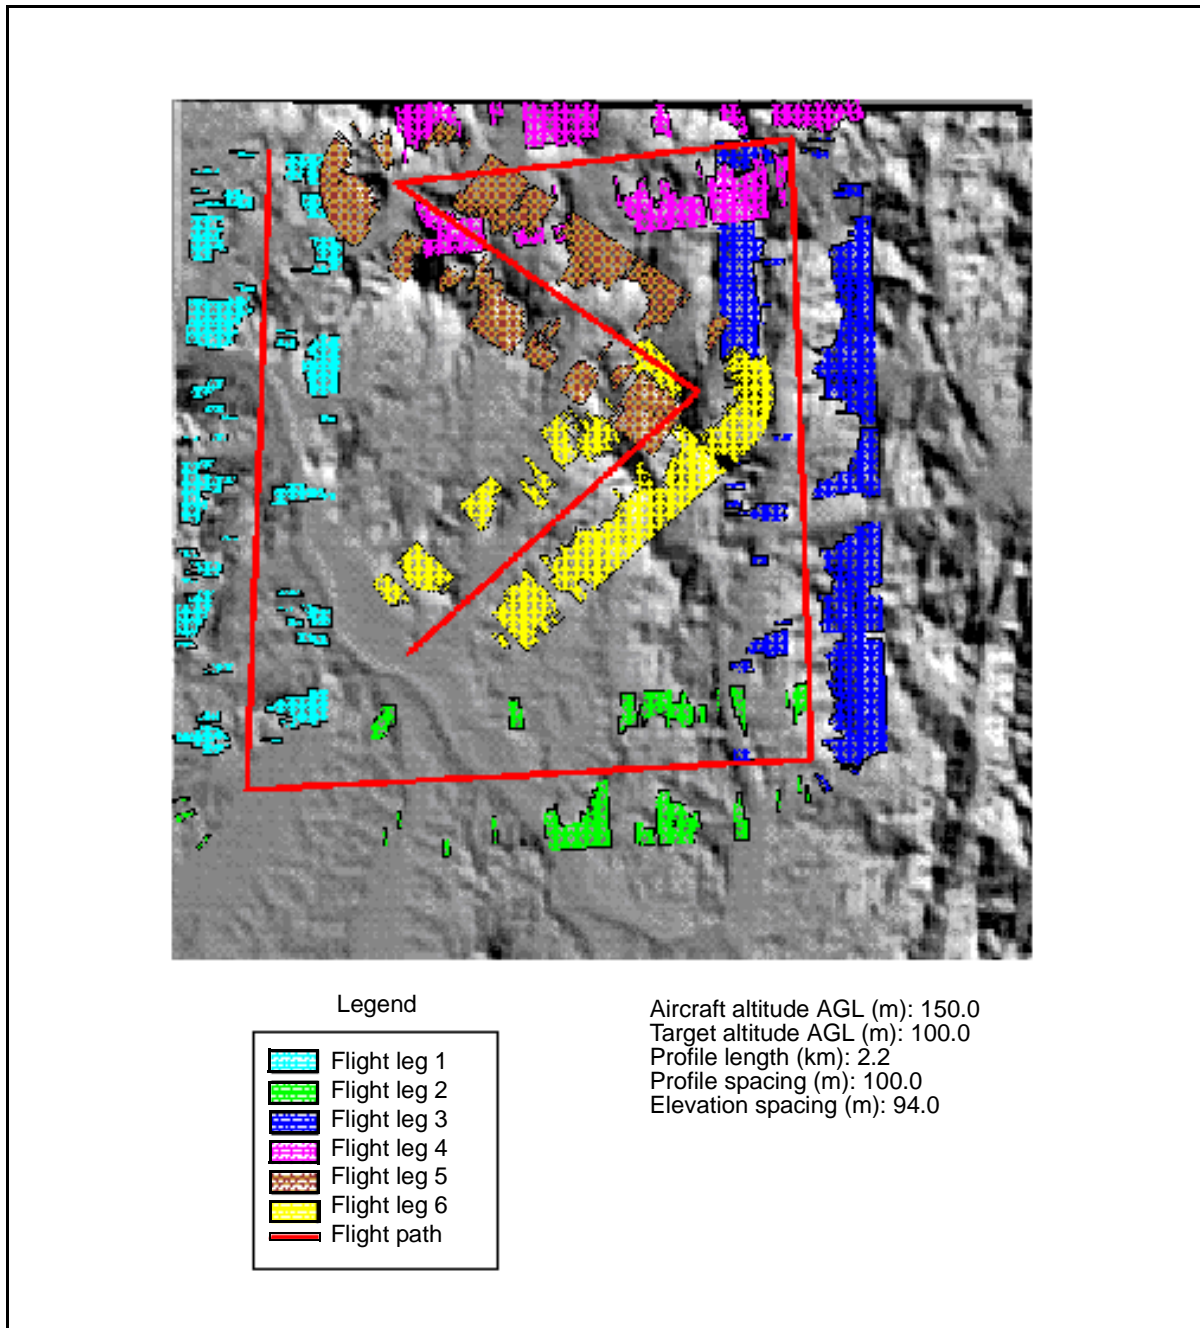 Legend
Flight leg 1
Flight leg 2
Flight leg 3
Flight leg 4
Flight leg 5
Flight leg 6
Flight path
Aircraft altitude AGL (m): 150.0
Target altitude AGL (m): 100.0
Profile length (km): 2.2
Profile spacing (m): 100.0
Elevation spacing (m): 94.0